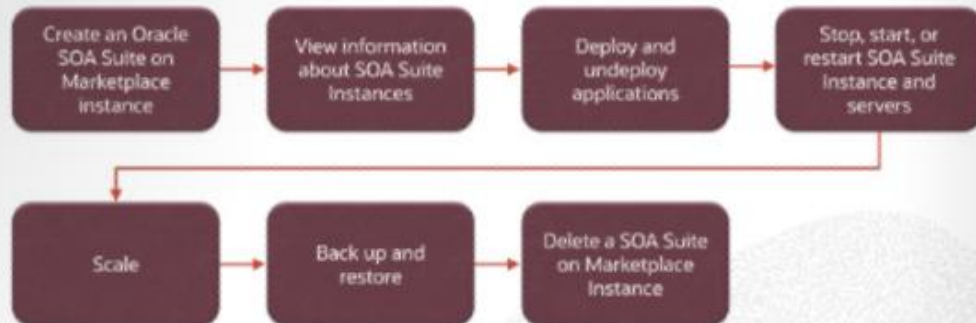 Create an Oracle
SOA Suite on
Marketplace
instance
View information
about SOA Suite
Instances
Deploy and
undeploy
applications
Stop, start, or
restart SOA Suite
Instance and
servers
Scale
Back up and
restore
Delete a SOA Suite
on Marketplace
Instance